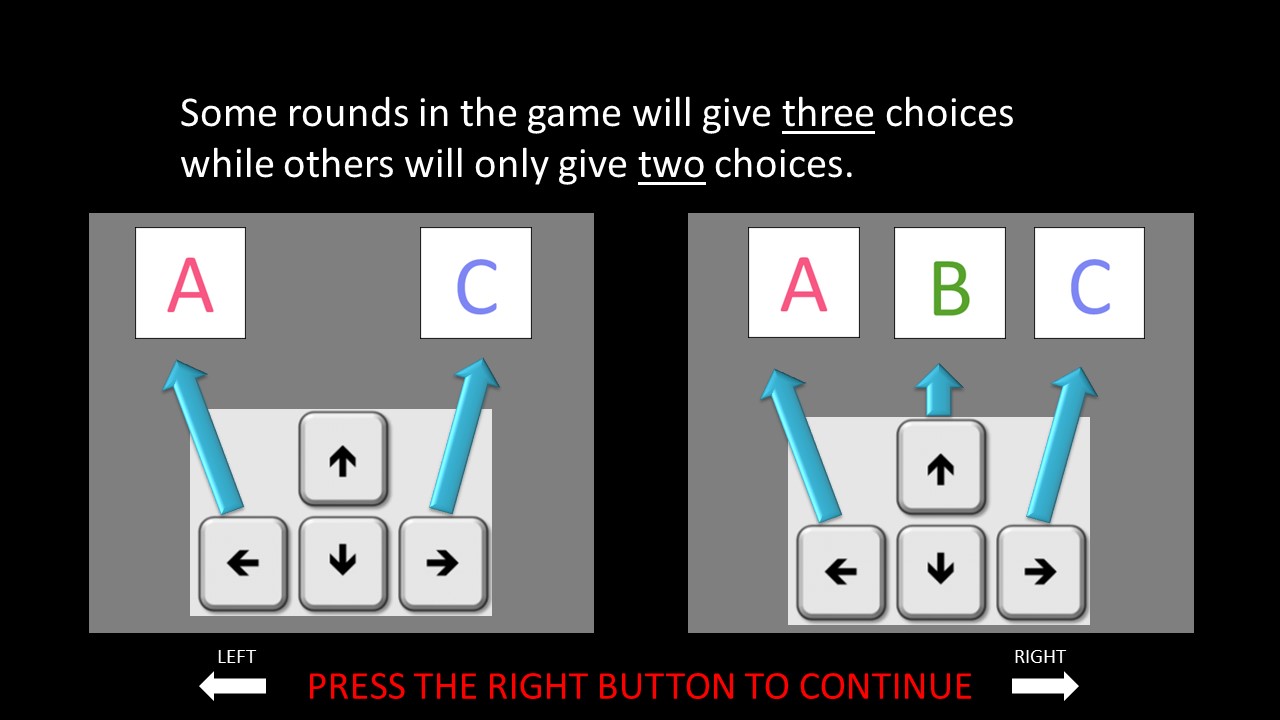 Some rounds in the game will give three choices
while others will only give two choices.
A C
A B C
LEFT
RIGHT
PRESS THE RIGHT BUTTON TO CONTINUE